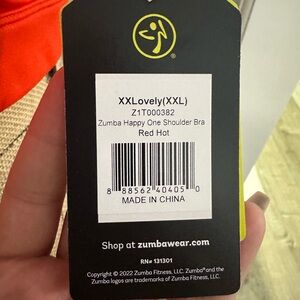 XXLovely(XXL)
Z1T000382
Zumba Happy One Shoulder Bra
Red Hot
8 88562 40405 0
MADE IN CHINA
Shop at zumbawear.com
RN# 131301
Copyright © 2022 Zumba Fitness, LLC. Zumba® and the
Zumba logos are trademarks of Zumba Fitness, LLC.